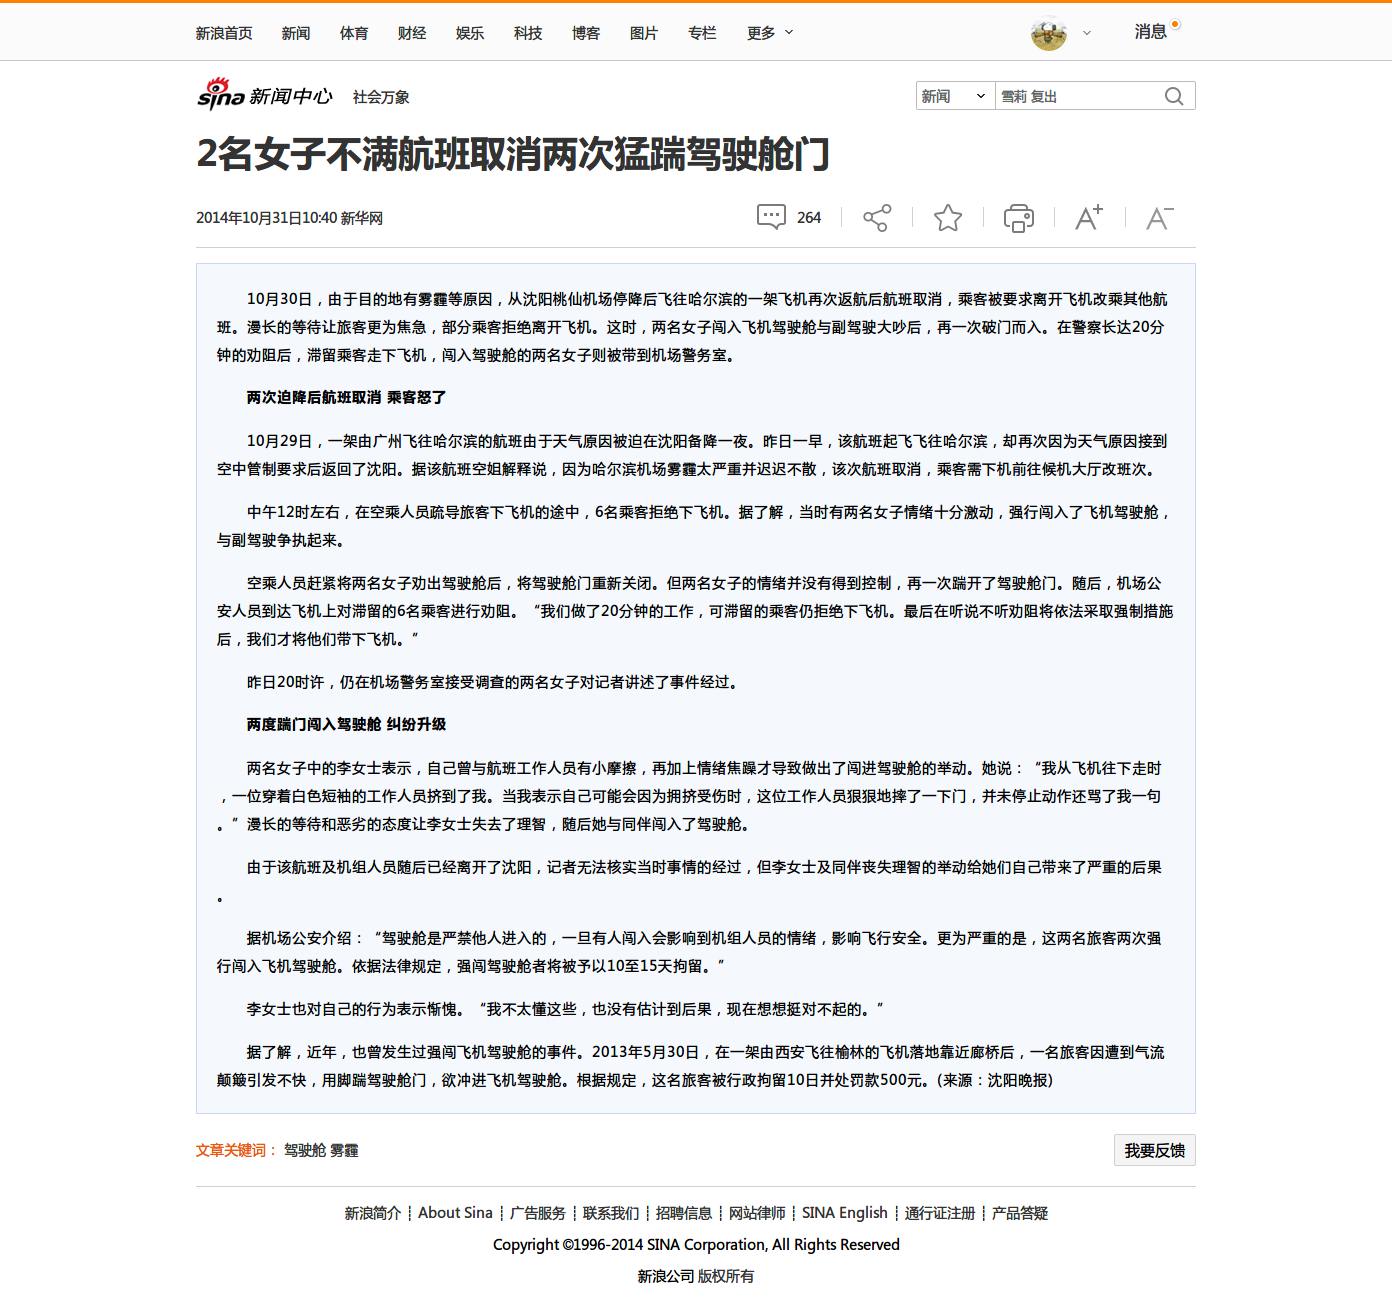 新浪首页 新闻 体育 财经 娱乐 科技 博客 图片 专栏 更多 消息
sina 新闻中心 社会万象 新闻 雪莉 复出
2名女子不满航班取消两次猛踹驾驶舱门
2014年10月31日10:40 新华网 264 A+ A−
10月30日，由于目的地有雾霾等原因，从沈阳桃仙机场停降后飞往哈尔滨的一架飞机再次返航后航班取消，乘客被要求离开飞机改乘其他航
班。漫长的等待让旅客更为焦急，部分乘客拒绝离开飞机。这时，两名女子闯入飞机驾驶舱与副驾驶大吵后，再一次破门而入。在警察长达20分
钟的劝阻后，滞留乘客走下飞机，闯入驾驶舱的两名女子则被带到机场警务室。
两次迫降后航班取消 乘客怒了
10月29日，一架由广州飞往哈尔滨的航班由于天气原因被迫在沈阳备降一夜。昨日一早，该航班起飞飞往哈尔滨，却再次因为天气原因接到
空中管制要求后返回了沈阳。据该航班空姐解释说，因为哈尔滨机场雾霾太严重并迟迟不散，该次航班取消，乘客需下机前往候机大厅改班次。
中午12时左右，在空乘人员疏导旅客下飞机的途中，6名乘客拒绝下飞机。据了解，当时有两名女子情绪十分激动，强行闯入了飞机驾驶舱，
与副驾驶争执起来。
空乘人员赶紧将两名女子劝出驾驶舱后，将驾驶舱门重新关闭。但两名女子的情绪并没有得到控制，再一次踹开了驾驶舱门。随后，机场公
安人员到达飞机上对滞留的6名乘客进行劝阻。“我们做了20分钟的工作，可滞留的乘客仍拒绝下飞机。最后在听说不听劝阻将依法采取强制措施
后，我们才将他们带下飞机。”
昨日20时许，仍在机场警务室接受调查的两名女子对记者讲述了事件经过。
两度踹门闯入驾驶舱 纠纷升级
两名女子中的李女士表示，自己曾与航班工作人员有小摩擦，再加上情绪焦躁才导致做出了闯进驾驶舱的举动。她说：“我从飞机往下走时
，一位穿着白色短袖的工作人员挤到了我。当我表示自己可能会因为拥挤受伤时，这位工作人员狠狠地摔了一下门，并未停止动作还骂了我一句
。”漫长的等待和恶劣的态度让李女士失去了理智，随后她与同伴闯入了驾驶舱。
由于该航班及机组人员随后已经离开了沈阳，记者无法核实当时事情的经过，但李女士及同伴丧失理智的举动给她们自己带来了严重的后果
。
据机场公安介绍：“驾驶舱是严禁他人进入的，一旦有人闯入会影响到机组人员的情绪，影响飞行安全。更为严重的是，这两名旅客两次强
行闯入飞机驾驶舱。依据法律规定，强闯驾驶舱者将被予以10至15天拘留。”
李女士也对自己的行为表示惭愧。“我不太懂这些，也没有估计到后果，现在想想挺对不起的。”
据了解，近年，也曾发生过强闯飞机驾驶舱的事件。2013年5月30日，在一架由西安飞往榆林的飞机落地靠近廊桥后，一名旅客因遭到气流
颠簸引发不快，用脚踹驾驶舱门，欲冲进飞机驾驶舱。根据规定，这名旅客被行政拘留10日并处罚款500元。(来源：沈阳晚报)
文章关键词： 驾驶舱 雾霾 我要反馈
新浪简介 ┊ About Sina ┊ 广告服务 ┊ 联系我们 ┊ 招聘信息 ┊ 网站律师 ┊ SINA English ┊ 通行证注册 ┊ 产品答疑
Copyright ©1996-2014 SINA Corporation, All Rights Reserved
新浪公司 版权所有